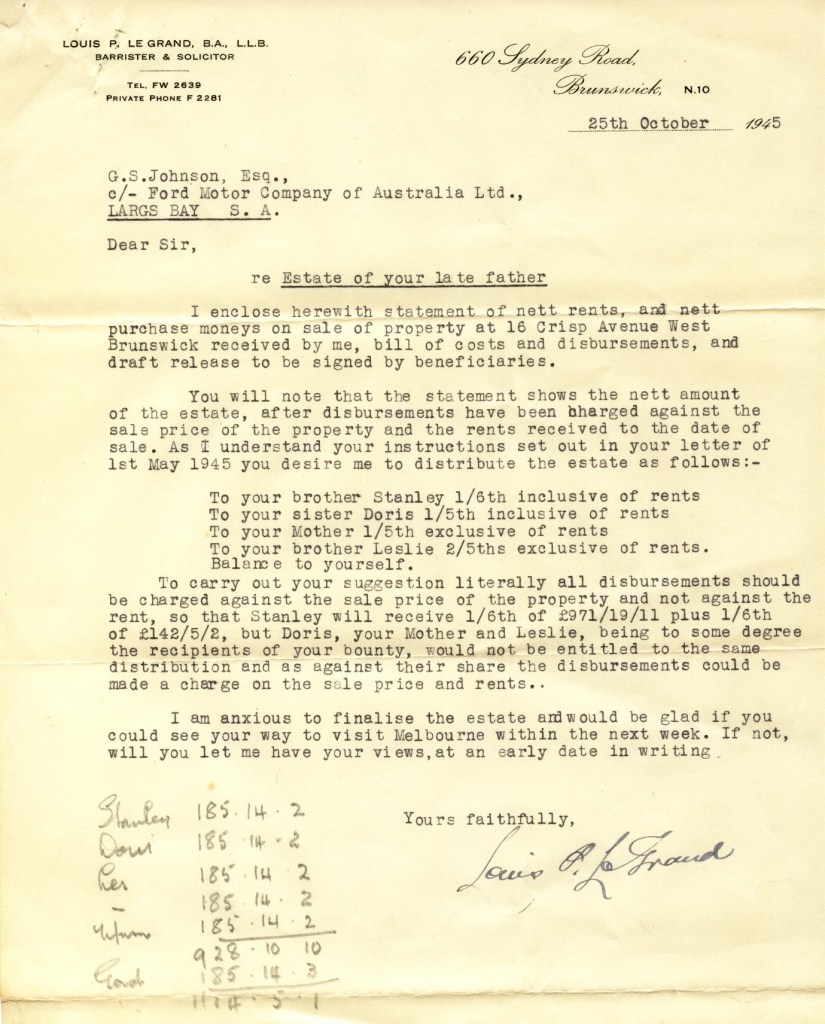 LOUIS P. LE GRAND, B.A., L.L.B.
BARRISTER & SOLICITOR
TEL. FW 2639
PRIVATE PHONE F 2281
660 Sydney Road,
Brunswick, N.10
25th October 1945
G.S.Johnson, Esq.,
c/- Ford Motor Company of Australia Ltd.,
LARGS BAY S. A.
Dear Sir,
re Estate of your late father
I enclose herewith statement of nett rents, and nett
purchase moneys on sale of property at 16 Crisp Avenue West
Brunswick received by me, bill of costs and disbursements, and
draft release to be signed by beneficiaries.
You will note that the statement shows the nett amount
of the estate, after disbursements have been charged against the
sale price of the property and the rents received to the date of
sale. As I understand your instructions set out in your letter of
1st May 1945 you desire me to distribute the estate as follows:-
To your brother Stanley 1/6th inclusive of rents
To your sister Doris 1/5th inclusive of rents
To your Mother 1/5th exclusive of rents
To your brother Leslie 2/5ths exclusive of rents.
Balance to yourself.
To carry out your suggestion literally all disbursements should
be charged against the sale price of the property and not against the
rent, so that Stanley will receive 1/6th of £971/19/11 plus 1/6th
of £142/5/2, but Doris, your Mother and Leslie, being to some degree
the recipients of your bounty, would not be entitled to the same
distribution and as against their share the disbursements could be
made a charge on the sale price and rents..
I am anxious to finalise the estate and would be glad if you
could see your way to visit Melbourne within the next week. If not,
will you let me have your views,at an early date in writing.
Yours faithfully,
Louis P. Le Grand
Stanley 185.14.2
Doris 185.14.2
Les 185.14.2
- 185.14.2
185.14.2
928.10.10
Gord 185.14.3
1114.5.1